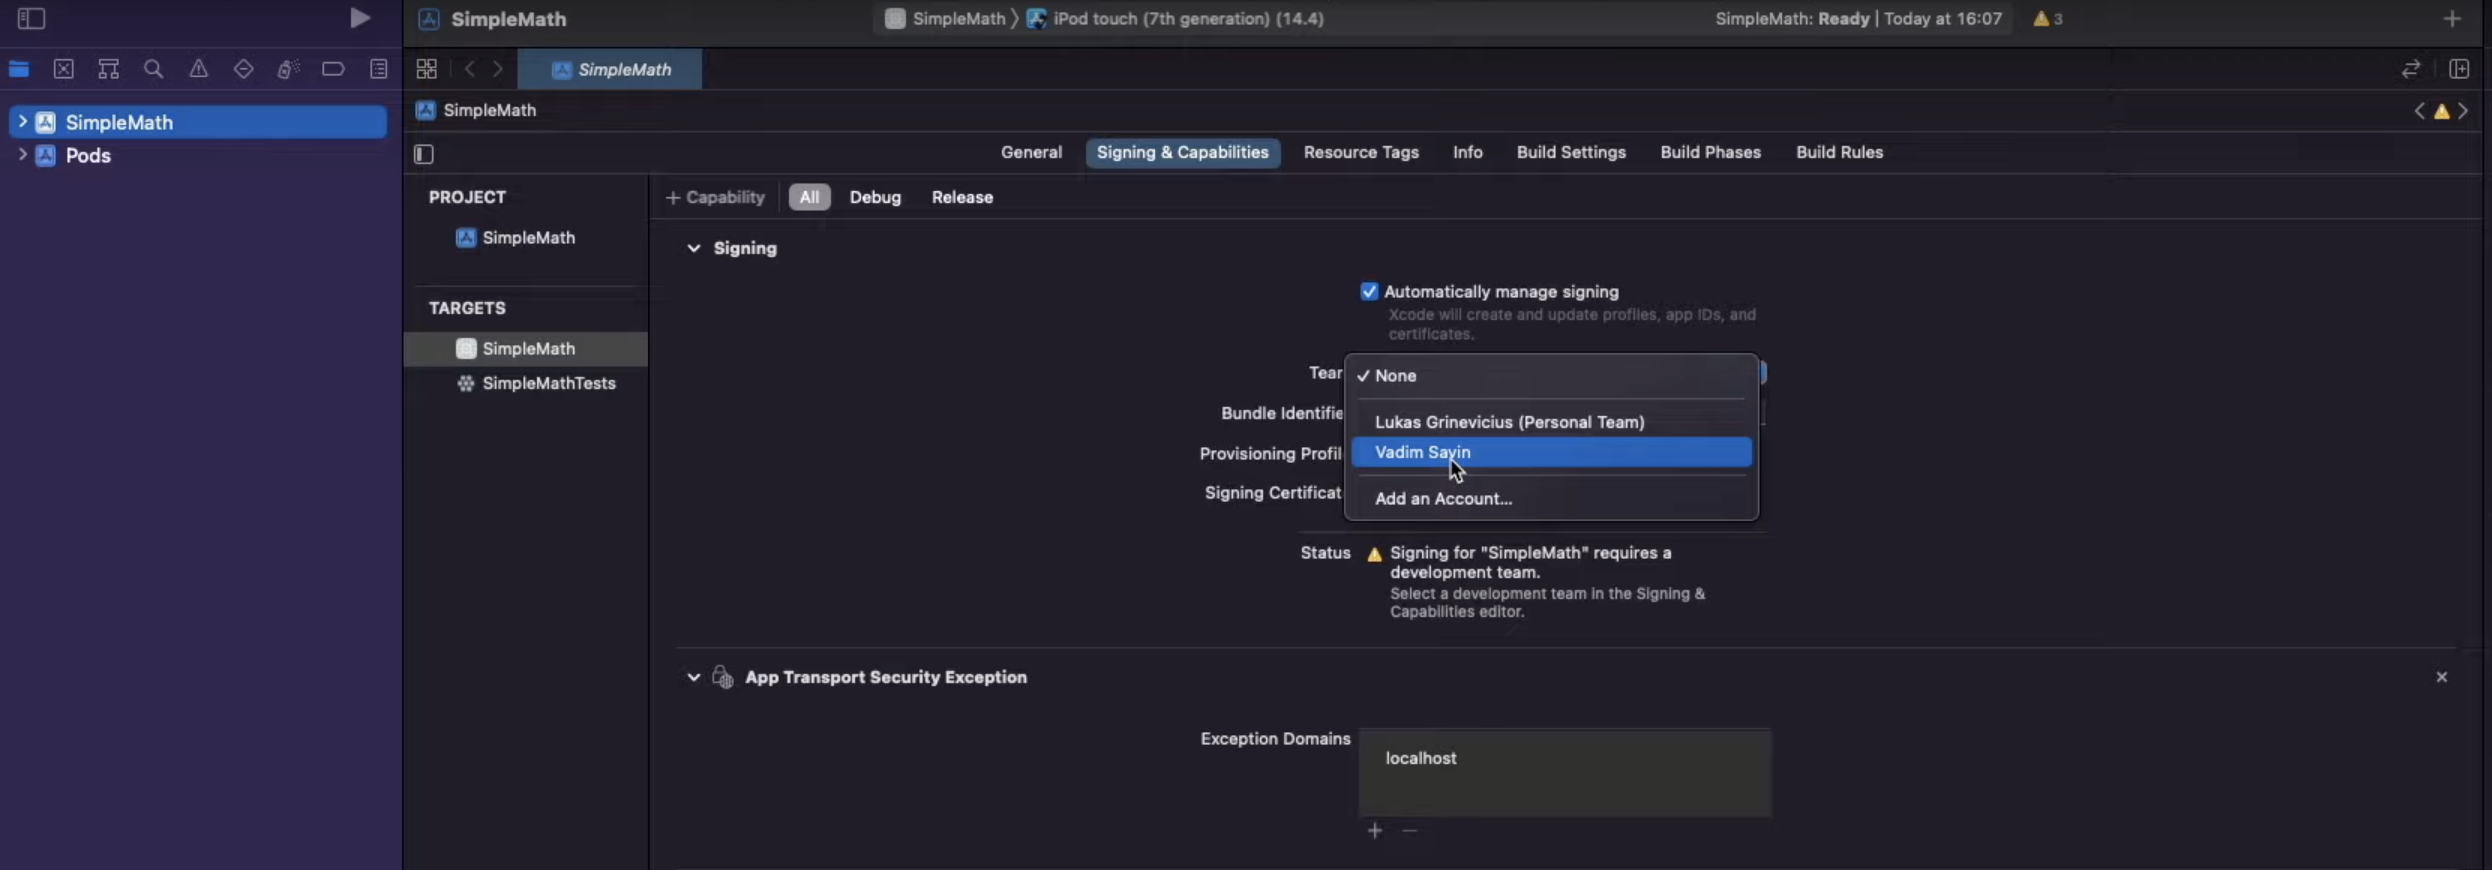 SimpleMath
SimpleMath 〉 iPod touch (7th generation) (14.4)
SimpleMath: Ready | Today at 16:07
3
SimpleMath
SimpleMath
Pods
SimpleMath
General
Signing & Capabilities
Resource Tags
Info
Build Settings
Build Phases
Build Rules
PROJECT
SimpleMath
TARGETS
SimpleMath
SimpleMathTests
+ Capability
All
Debug
Release
Signing
Automatically manage signing
Xcode will create and update profiles, app IDs, and
certificates.
Tear
Bundle Identifie
Provisioning Profil
Signing Certificat
✓ None
Lukas Grinevicius (Personal Team)
Vadim Savin
Add an Account...
Status
Signing for "SimpleMath" requires a
development team.
Select a development team in the Signing &
Capabilities editor.
App Transport Security Exception
Exception Domains
localhost